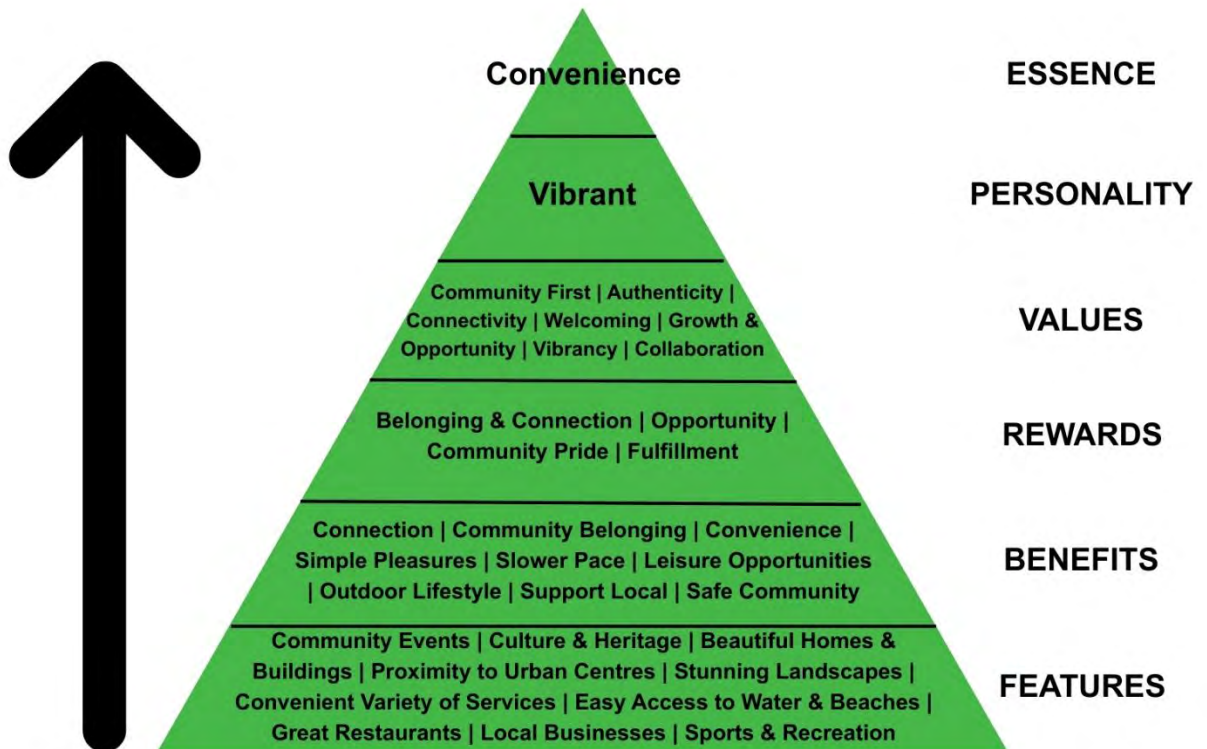 Convenience
ESSENCE
Vibrant
PERSONALITY
Community First | Authenticity |
Connectivity | Welcoming | Growth &
Opportunity | Vibrancy | Collaboration
VALUES
Belonging & Connection | Opportunity |
Community Pride | Fulfillment
REWARDS
Connection | Community Belonging | Convenience |
Simple Pleasures | Slower Pace | Leisure Opportunities
| Outdoor Lifestyle | Support Local | Safe Community
BENEFITS
Community Events | Culture & Heritage | Beautiful Homes &
Buildings | Proximity to Urban Centres | Stunning Landscapes |
Convenient Variety of Services | Easy Access to Water & Beaches |
Great Restaurants | Local Businesses | Sports & Recreation
FEATURES